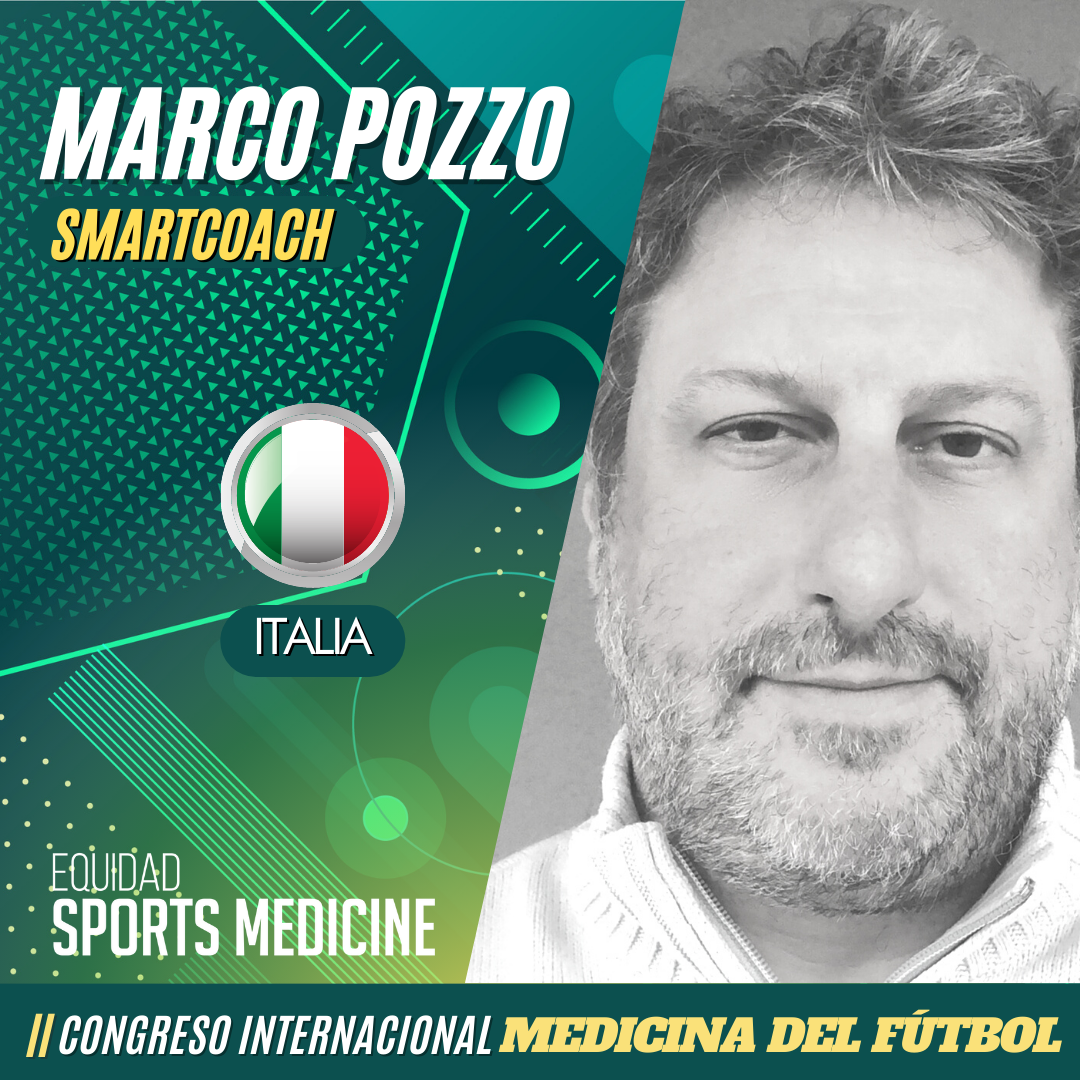 MARCO POZZO
SMARTCOACH
ITALIA
EQUIDAD
SPORTS MEDICINE
|| CONGRESO INTERNACIONAL MEDICINA DEL FÚTBOL